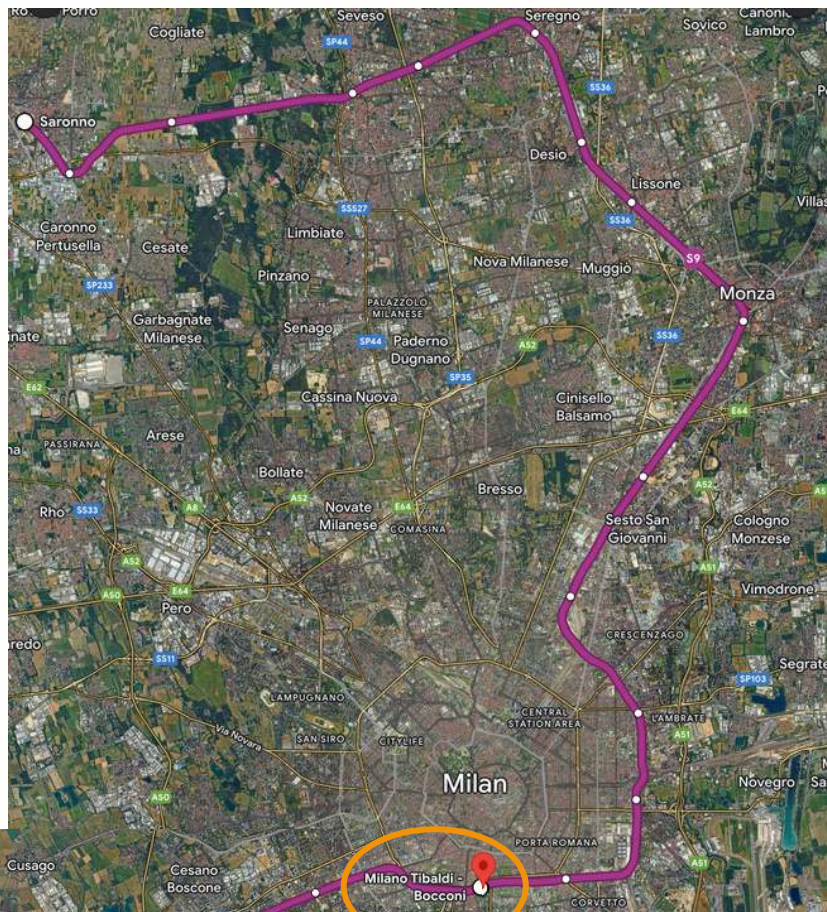 Cogliate
Seveso
Seregno
Sovico
Canonic...
Lambro
SP44
SS36
Saronno
Desio
Lissone
SS36
SS527
Caronno
Pertusella
Cesate
Limbiate
Pinzano
Nova Milanese
Muggiò
S9
Monza
SP233
PALAZZOLO
MILANESE
Garbagnate
Milanese
Senago
SP44
Paderno
Dugnano
A52
SS36
SP35
E62
Cassina Nuova
Cinisello
Balsamo
E64
PASSIRANA
Arese
Bollate
A52
Bresso
A52
Rho
SS33
A8
Novate
Milanese
E64
COMASINA
Sesto San
Giovanni
Cologno
Monzese
A52
A51
A50
E64
Pero
Vimodrone
SS11
CRESCENZAGO
Segrate
SP103
LAMPUGNANO
CENTRAL
STATION AREA
LAMBRATE
Via Novara
SAN SIRO
CITYLIFE
A51
Milan
Novegro
A50
PORTA ROMANA
Cusago
Cesano
Boscone
Milano Tibaldi -
Bocconi
A51
CORVETTO